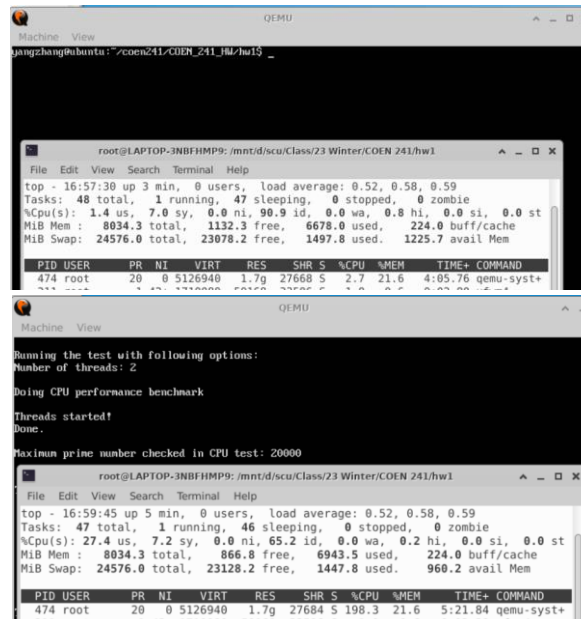 QEMU
Machine View
yangzhang@ubuntu:~/coen241/COEN_241_HW/hw1$ _
root@LAPTOP-3NBFHMP9: /mnt/d/scu/Class/23 Winter/COEN 241/hw1
File Edit View Search Terminal Help
top - 16:57:30 up 3 min, 0 users, load average: 0.52, 0.58, 0.59
Tasks: 48 total, 1 running, 47 sleeping, 0 stopped, 0 zombie
%Cpu(s): 1.4 us, 7.0 sy, 0.0 ni, 90.9 id, 0.0 wa, 0.8 hi, 0.0 si, 0.0 st
MiB Mem : 8034.3 total, 1132.3 free, 6678.0 used, 224.0 buff/cache
MiB Swap: 24576.0 total, 23078.2 free, 1497.8 used. 1225.7 avail Mem
PID USER PR NI VIRT RES SHR S %CPU %MEM TIME+ COMMAND
474 root 20 0 5126940 1.7g 27668 S 2.7 21.6 4:05.76 qemu-syst+
QEMU
Machine View
Running the test with following options:
Number of threads: 2
Doing CPU performance benchmark
Threads started!
Done.
Maximum prime number checked in CPU test: 20000
root@LAPTOP-3NBFHMP9: /mnt/d/scu/Class/23 Winter/COEN 241/hw1
File Edit View Search Terminal Help
top - 16:59:45 up 5 min, 0 users, load average: 0.52, 0.58, 0.59
Tasks: 47 total, 1 running, 46 sleeping, 0 stopped, 0 zombie
%Cpu(s): 27.4 us, 7.2 sy, 0.0 ni, 65.2 id, 0.0 wa, 0.2 hi, 0.0 si, 0.0 st
MiB Mem : 8034.3 total, 866.8 free, 6943.5 used, 224.0 buff/cache
MiB Swap: 24576.0 total, 23128.2 free, 1447.8 used. 960.2 avail Mem
PID USER PR NI VIRT RES SHR S %CPU %MEM TIME+ COMMAND
474 root 20 0 5126940 1.7g 27684 S 198.3 21.6 5:21.84 qemu-syst+